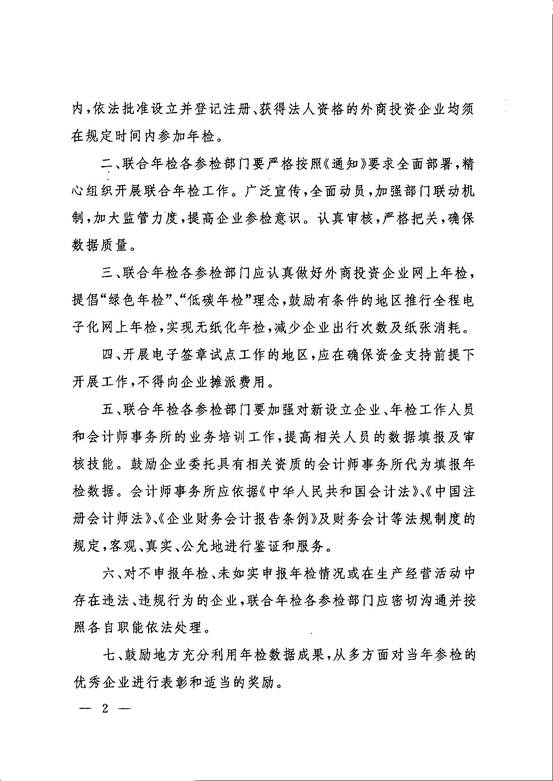 内,依法批准设立并登记注册、获得法人资格的外商投资企业均须
在规定时间内参加年检。
二、联合年检各参检部门要严格按照《通知》要求全面部署,精
心组织开展联合年检工作。广泛宣传,全面动员,加强部门联动机
制,加大监管力度,提高企业参检意识。认真审核,严格把关,确保
数据质量。
三、联合年检各参检部门应认真做好外商投资企业网上年检,
提倡“绿色年检”、“低碳年检”理念,鼓励有条件的地区推行全程电
子化网上年检,实现无纸化年检,减少企业出行次数及纸张消耗。
四、开展电子签章试点工作的地区,应在确保资金支持前提下
开展工作,不得向企业摊派费用。
五、联合年检各参检部门要加强对新设立企业、年检工作人员
和会计师事务所的业务培训工作,提高相关人员的数据填报及审
核技能。鼓励企业委托具有相关资质的会计师事务所代为填报年
检数据。会计师事务所应依据《中华人民共和国会计法》、《中国注
册会计师法》、《企业财务会计报告条例》及财务会计等法规制度的
规定,客观、真实、公允地进行鉴证和服务。
六、对不申报年检、未如实申报年检情况或在生产经营活动中
存在违法、违规行为的企业,联合年检各参检部门应密切沟通并按
照各自职能依法处理。
七、鼓励地方充分利用年检数据成果,从多方面对当年参检的
优秀企业进行表彰和适当的奖励。
— 2 —